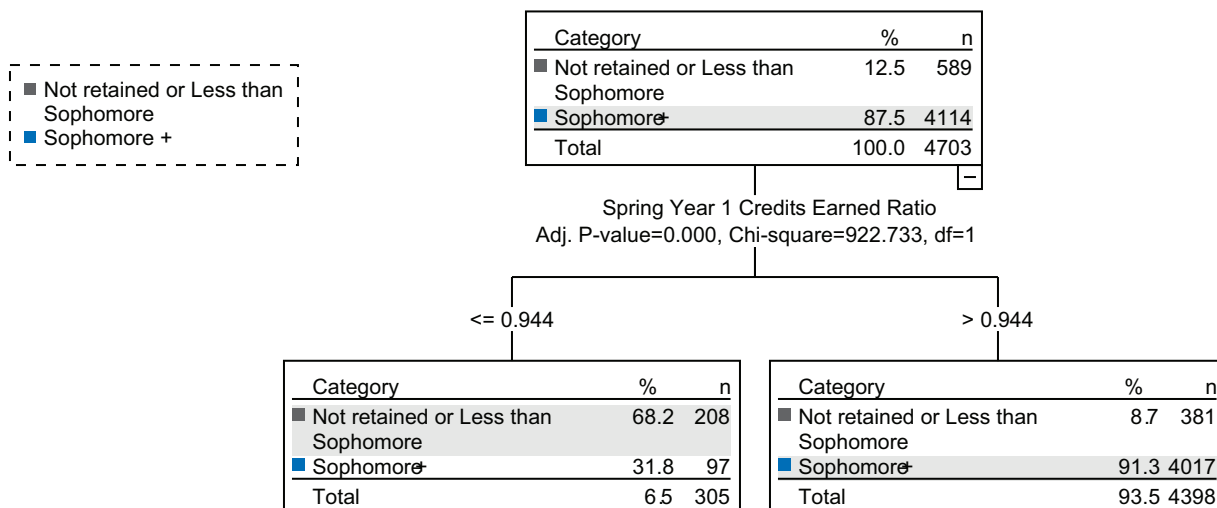 Not retained or Less than
Sophomore
Sophomore +
Category % n
Not retained or Less than 12.5 589
Sophomore
Sophomore+ 87.5 4114
Total 100.0 4703
Spring Year 1 Credits Earned Ratio
Adj. P-value=0.000, Chi-square=922.733, df=1
<= 0.944
> 0.944
Category % n
Not retained or Less than 68.2 208
Sophomore
Sophomore+ 31.8 97
Total 6.5 305
Category % n
Not retained or Less than 8.7 381
Sophomore
Sophomore+ 91.3 4017
Total 93.5 4398